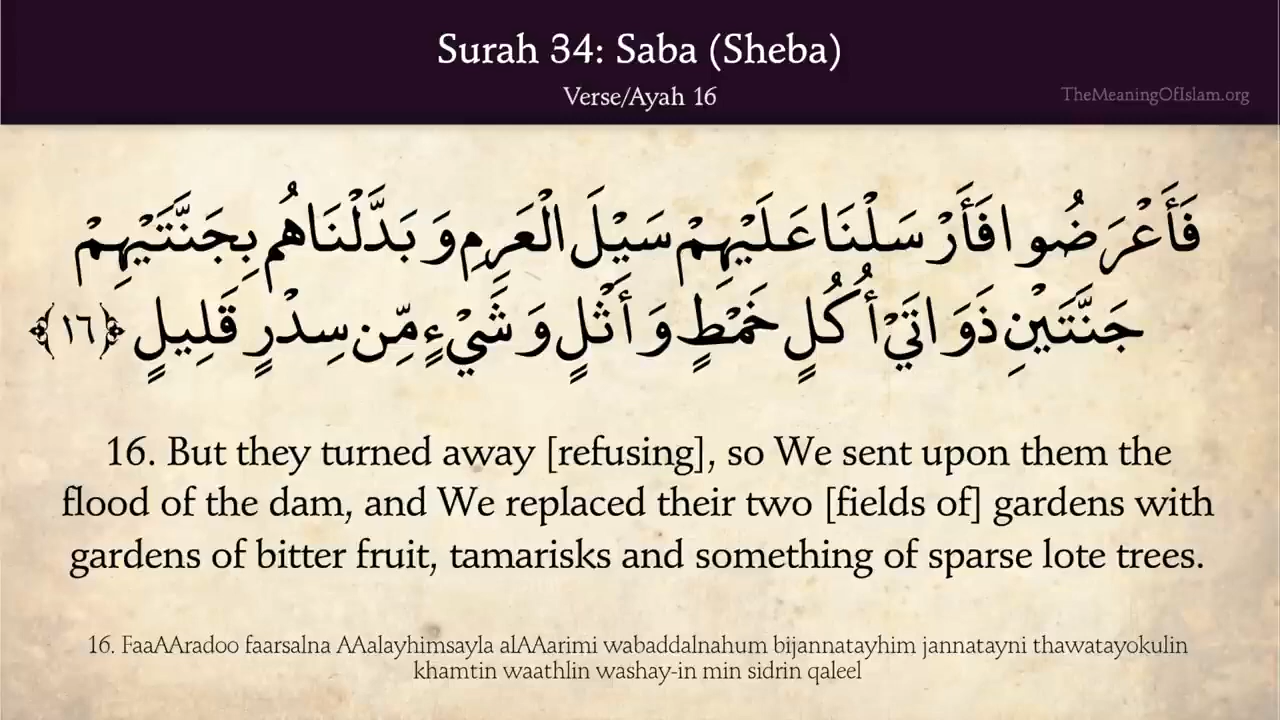 Surah 34: Saba (Sheba)
Verse/Ayah 16
TheMeaningOfIslam.org
فَأَعْرَضُوا فَأَرْسَلْنَا عَلَيْهِمْ سَيْلَ الْعَرِمِ وَبَدَّلْنَاهُم بِجَنَّتَيْهِمْ
جَنَّتَيْنِ ذَوَاتَيْ أُكُلٍ خَمْطٍ وَأَثْلٍ وَشَيْءٍ مِّن سِدْرٍ قَلِيلٍ ﴿١٦﴾
16. But they turned away [refusing], so We sent upon them the
flood of the dam, and We replaced their two [fields of] gardens with
gardens of bitter fruit, tamarisks and something of sparse lote trees.
16. FaaAAradoo faarsalna AAalayhimsayla alAAarimi wabaddalnahum bijannatayhim jannatayni thawatayokulin
khamtin waathlin washay-in min sidrin qaleel